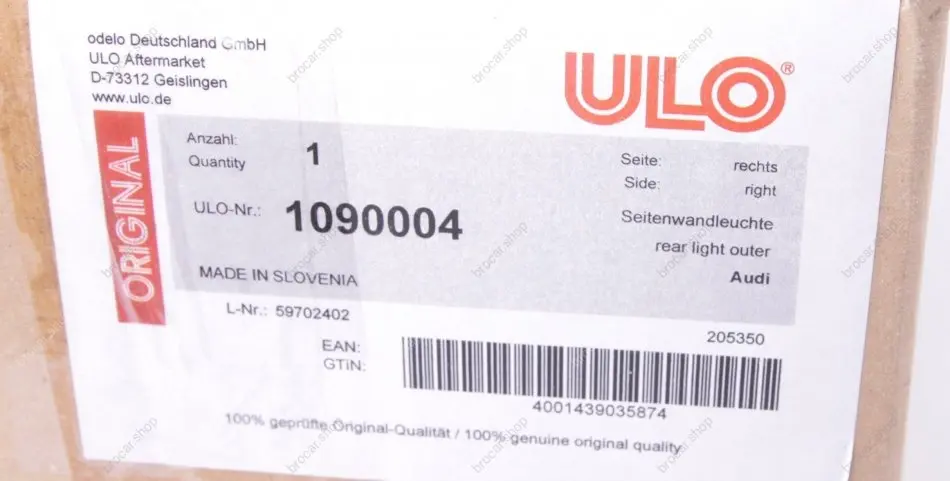 odelo Deutschland GmbH
ULO Aftermarket
D-73312 Geislingen
www.ulo.de
ULO®
ORIGINAL
Anzahl:
Quantity
1
Seite: rechts
Side: right
ULO-Nr.: 1090004
Seitenwandleuchte
rear light outer
Audi
MADE IN SLOVENIA
L-Nr.: 59702402
205350
EAN:
GTiN:
4001439035874
100% geprüfte Original-Qualität / 100% genuine original quality
brocar.shop